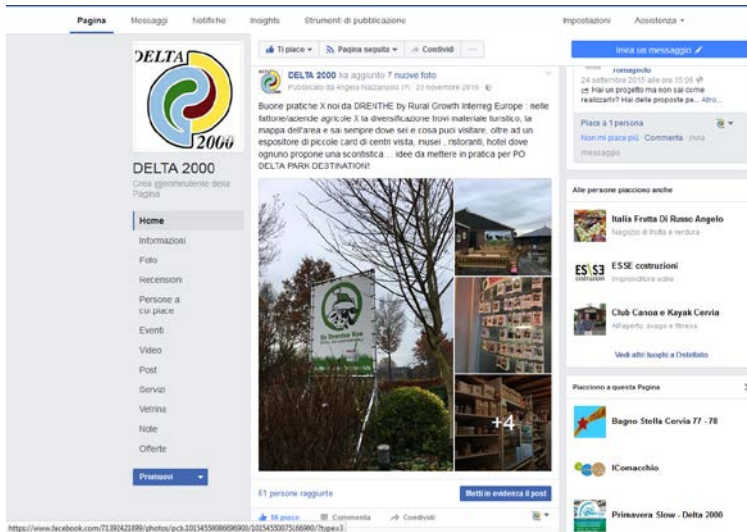 Pagina Messaggi Notifiche Insights Strumenti di pubblicazione Impostazioni Assistenza
DELTA
2000
DELTA 2000
Crea @nomeutente della
Pagina
Home
Informazioni
Foto
Recensioni
Persone a
cui piace
Eventi
Video
Post
Servizi
Vetrina
Note
Offerte
Promuovi
Ti piace Pagina seguita Condividi
DELTA 2000 ha aggiunto 7 nuove foto
Pubblicato da Angela Nazzaruolo (?) · 23 novembre 2016
Buone pratiche X noi da DRENTHE by Rural Growth Interreg Europe : nelle
fattorie/aziende agricole X la diversificazione trovi materiale turistico, la
mappa dell'area e sai sempre dove sei e cosa puoi visitare, oltre ad un
espositore di piccole card di centri visita, musei , ristoranti, hotel dove
ognuno propone una scontistica ... idee da mettere in pratica per PO
DELTA PARK DESTINATION!
De Drentse Koe
+4
61 persone raggiunte
Metti in evidenza il post
Mi piace Commenta Condividi
Invia un messaggio
romagnolo
24 settembre 2015 alle ore 15:09
Hai un progetto ma non sai come
realizzarlo? Hai delle proposte pe... Altro...
Piace a 1 persona
Non mi piace più · Commenta · Invia
messaggio
Alle persone piacciono anche
Italia Frutta Di Russo Angelo
Negozio di frutta e verdura
ES\S3
costruzioni
ESSE costruzioni
Imprenditore edile
Club Canoa e Kayak Cervia
All'aperto, svago e fitness
Vedi altri luoghi a Ostellato
Piacciono a questa Pagina
Bagno Stella Cervia 77 - 78
IComacchio
Primavera Slow - Delta 2000
https://www.facebook.com/71392421899/photos/pcb.10154559086696900/10154550075166900/?type=3